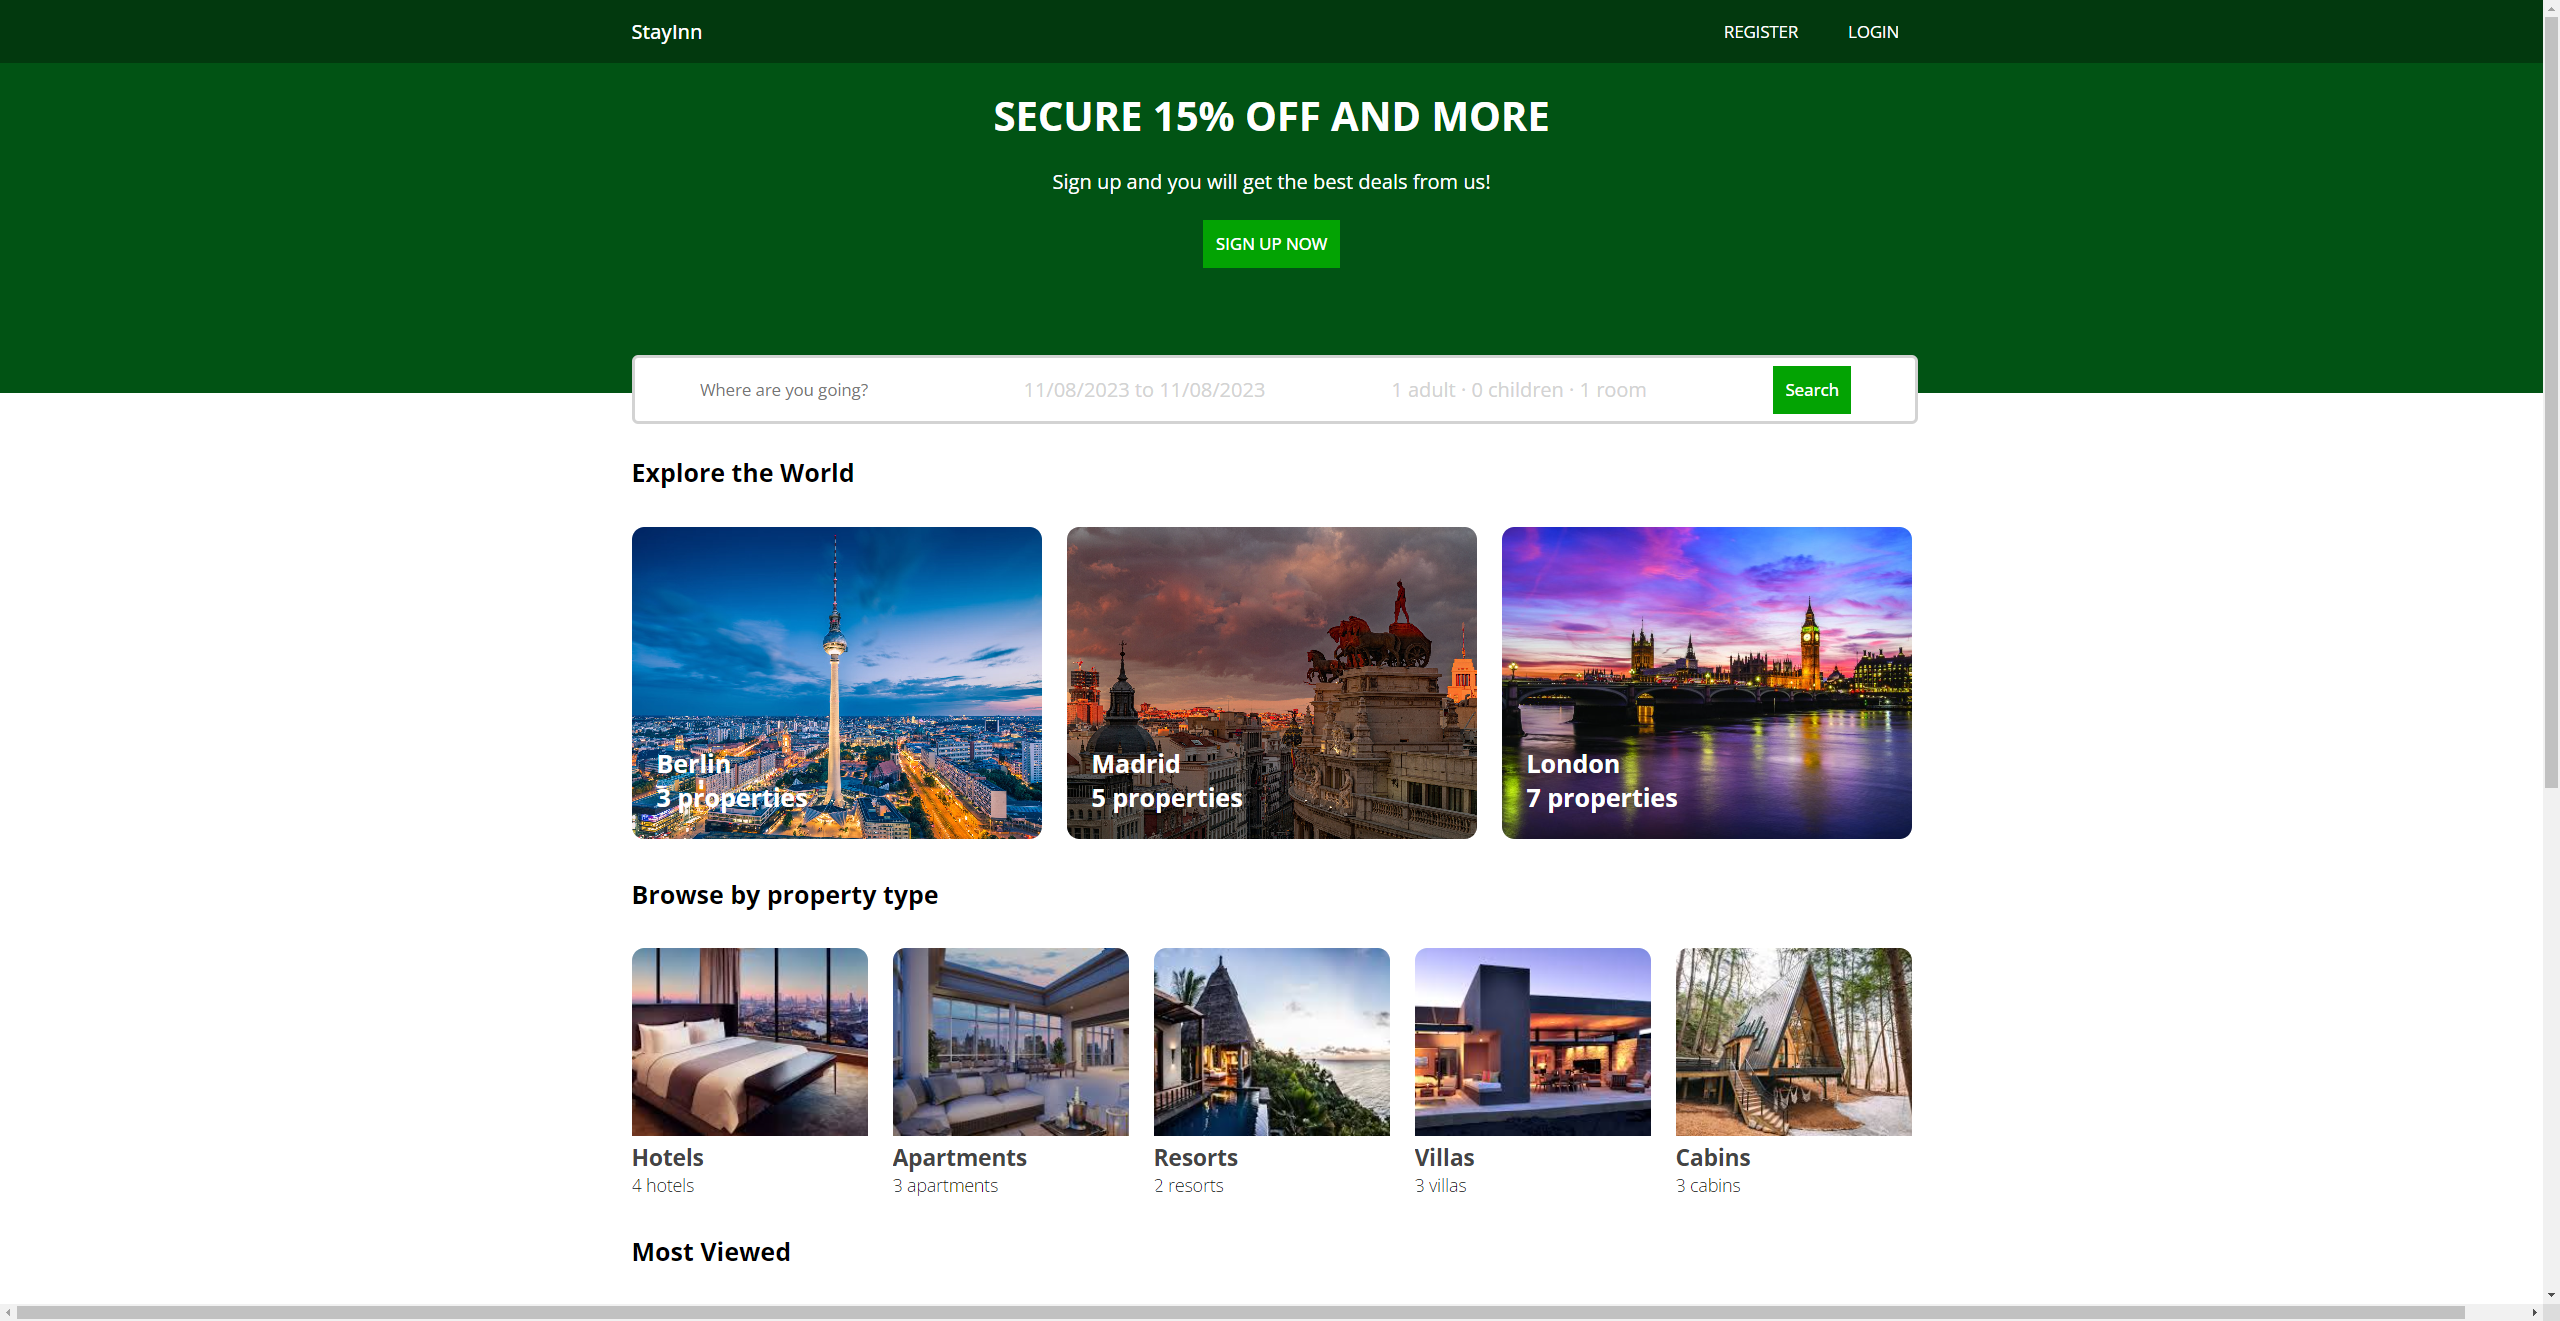 StayInn
REGISTER
LOGIN
SECURE 15% OFF AND MORE
Sign up and you will get the best deals from us!
SIGN UP NOW
Where are you going?
11/08/2023 to 11/08/2023
1 adult · 0 children · 1 room
Search
Explore the World
Berlin
3 properties
Madrid
5 properties
London
7 properties
Browse by property type
Hotels
4 hotels
Apartments
3 apartments
Resorts
2 resorts
Villas
3 villas
Cabins
3 cabins
Most Viewed